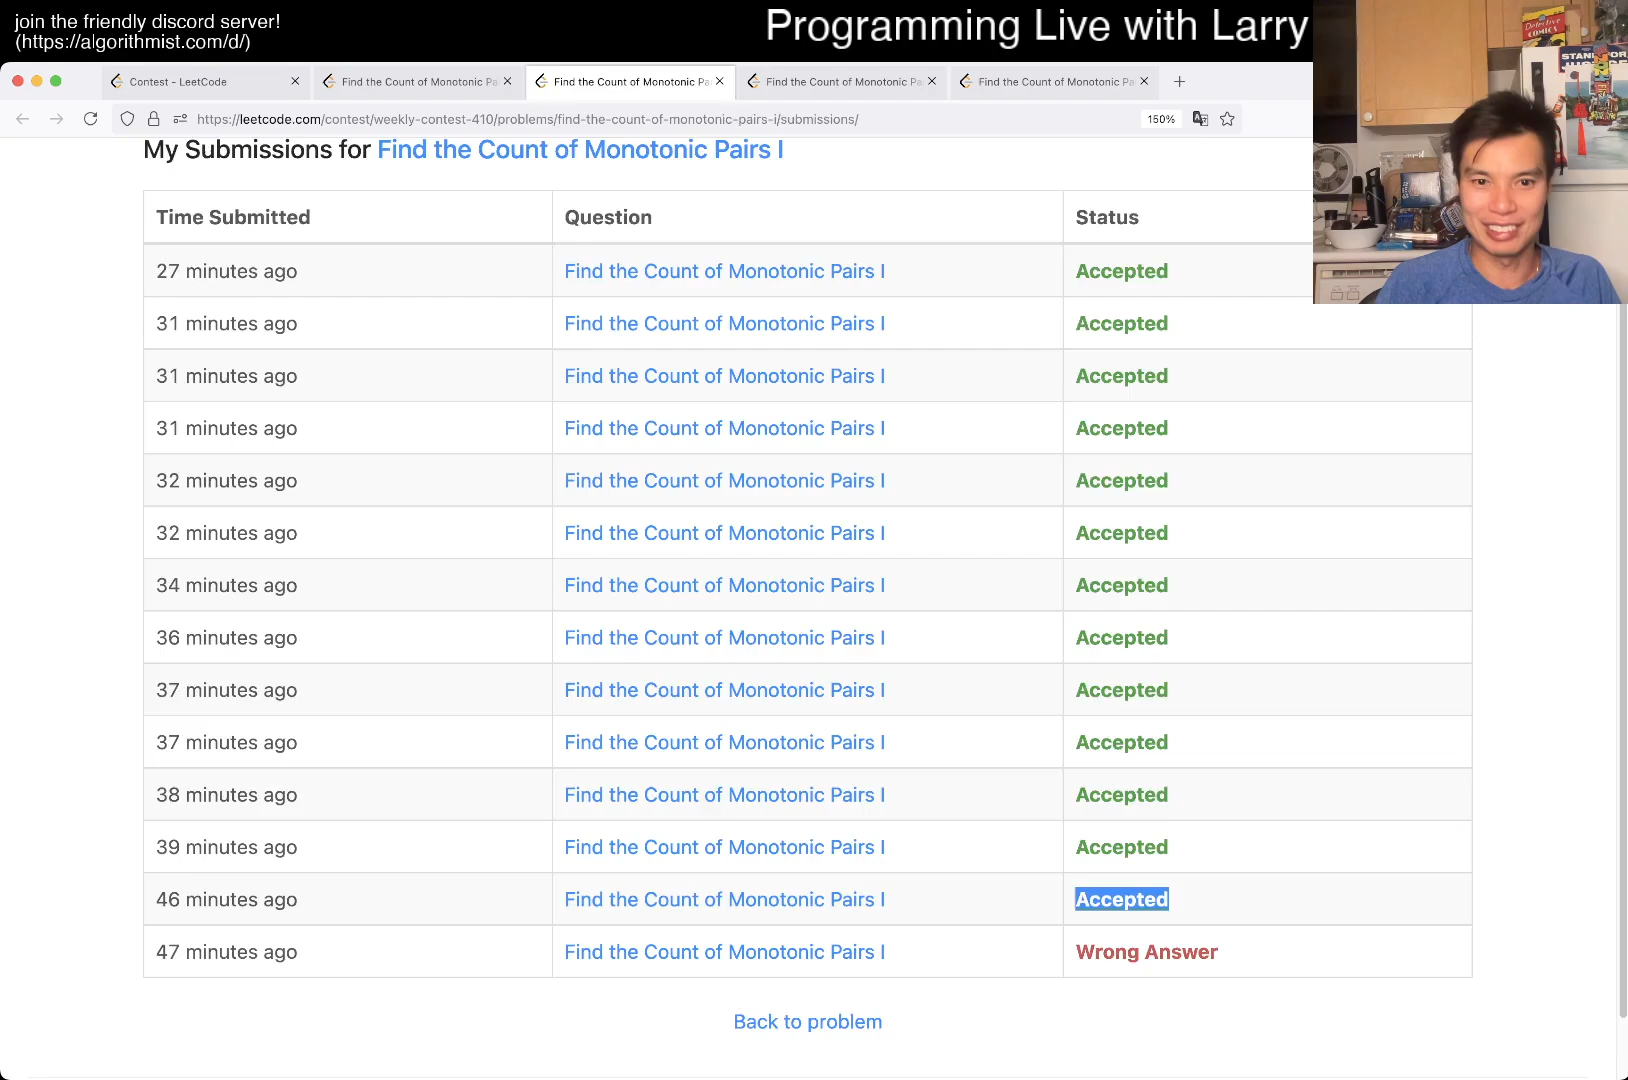 join the friendly discord server!
(https://algorithmist.com/d/)
Programming Live with Larry
Contest - LeetCode
Find the Count of Monotonic Pa
Find the Count of Monotonic Pa
Find the Count of Monotonic Pa
Find the Count of Monotonic Pa
https://leetcode.com/contest/weekly-contest-410/problems/find-the-count-of-monotonic-pairs-i/submissions/
150%
My Submissions for Find the Count of Monotonic Pairs I
Time Submitted Question Status
27 minutes ago Find the Count of Monotonic Pairs I Accepted
31 minutes ago Find the Count of Monotonic Pairs I Accepted
31 minutes ago Find the Count of Monotonic Pairs I Accepted
31 minutes ago Find the Count of Monotonic Pairs I Accepted
32 minutes ago Find the Count of Monotonic Pairs I Accepted
32 minutes ago Find the Count of Monotonic Pairs I Accepted
34 minutes ago Find the Count of Monotonic Pairs I Accepted
36 minutes ago Find the Count of Monotonic Pairs I Accepted
37 minutes ago Find the Count of Monotonic Pairs I Accepted
37 minutes ago Find the Count of Monotonic Pairs I Accepted
38 minutes ago Find the Count of Monotonic Pairs I Accepted
39 minutes ago Find the Count of Monotonic Pairs I Accepted
46 minutes ago Find the Count of Monotonic Pairs I Accepted
47 minutes ago Find the Count of Monotonic Pairs I Wrong Answer
Back to problem
Detective
COMICS